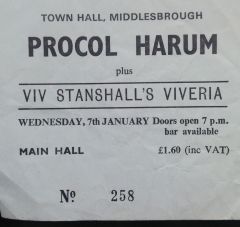 TOWN HALL, MIDDLESBROUGH
PROCOL HARUM
plus
VIV STANSHALL'S VIVERIA
WEDNESDAY, 7th JANUARY Doors open 7 p.m.
bar available
MAIN HALL £1.60 (inc VAT)
Nº 258